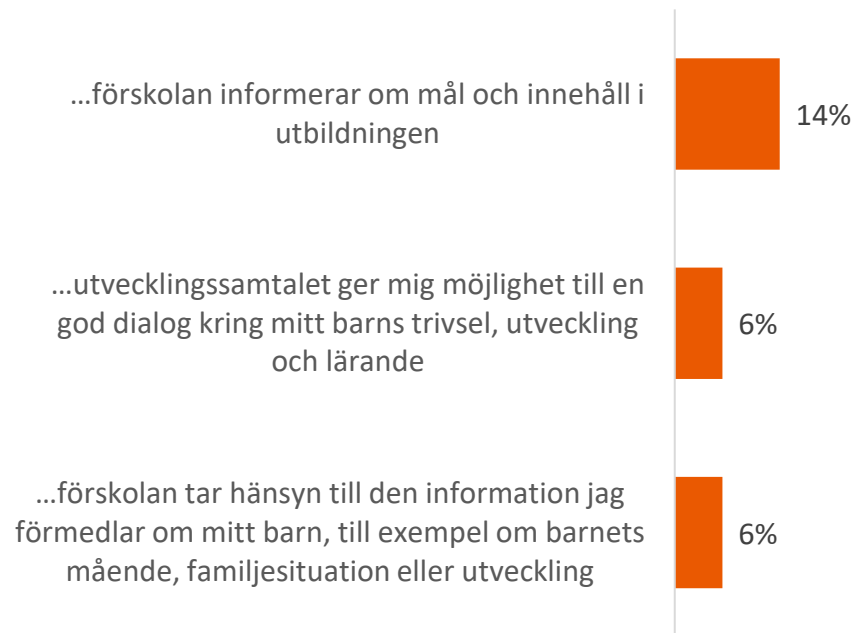 ...förskolan informerar om mål och innehåll i
utbildningen
14%
...utvecklingssamtalet ger mig möjlighet till en
god dialog kring mitt barns trivsel, utveckling
och lärande
6%
...förskolan tar hänsyn till den information jag
förmedlar om mitt barn, till exempel om barnets
mående, familjesituation eller utveckling
6%